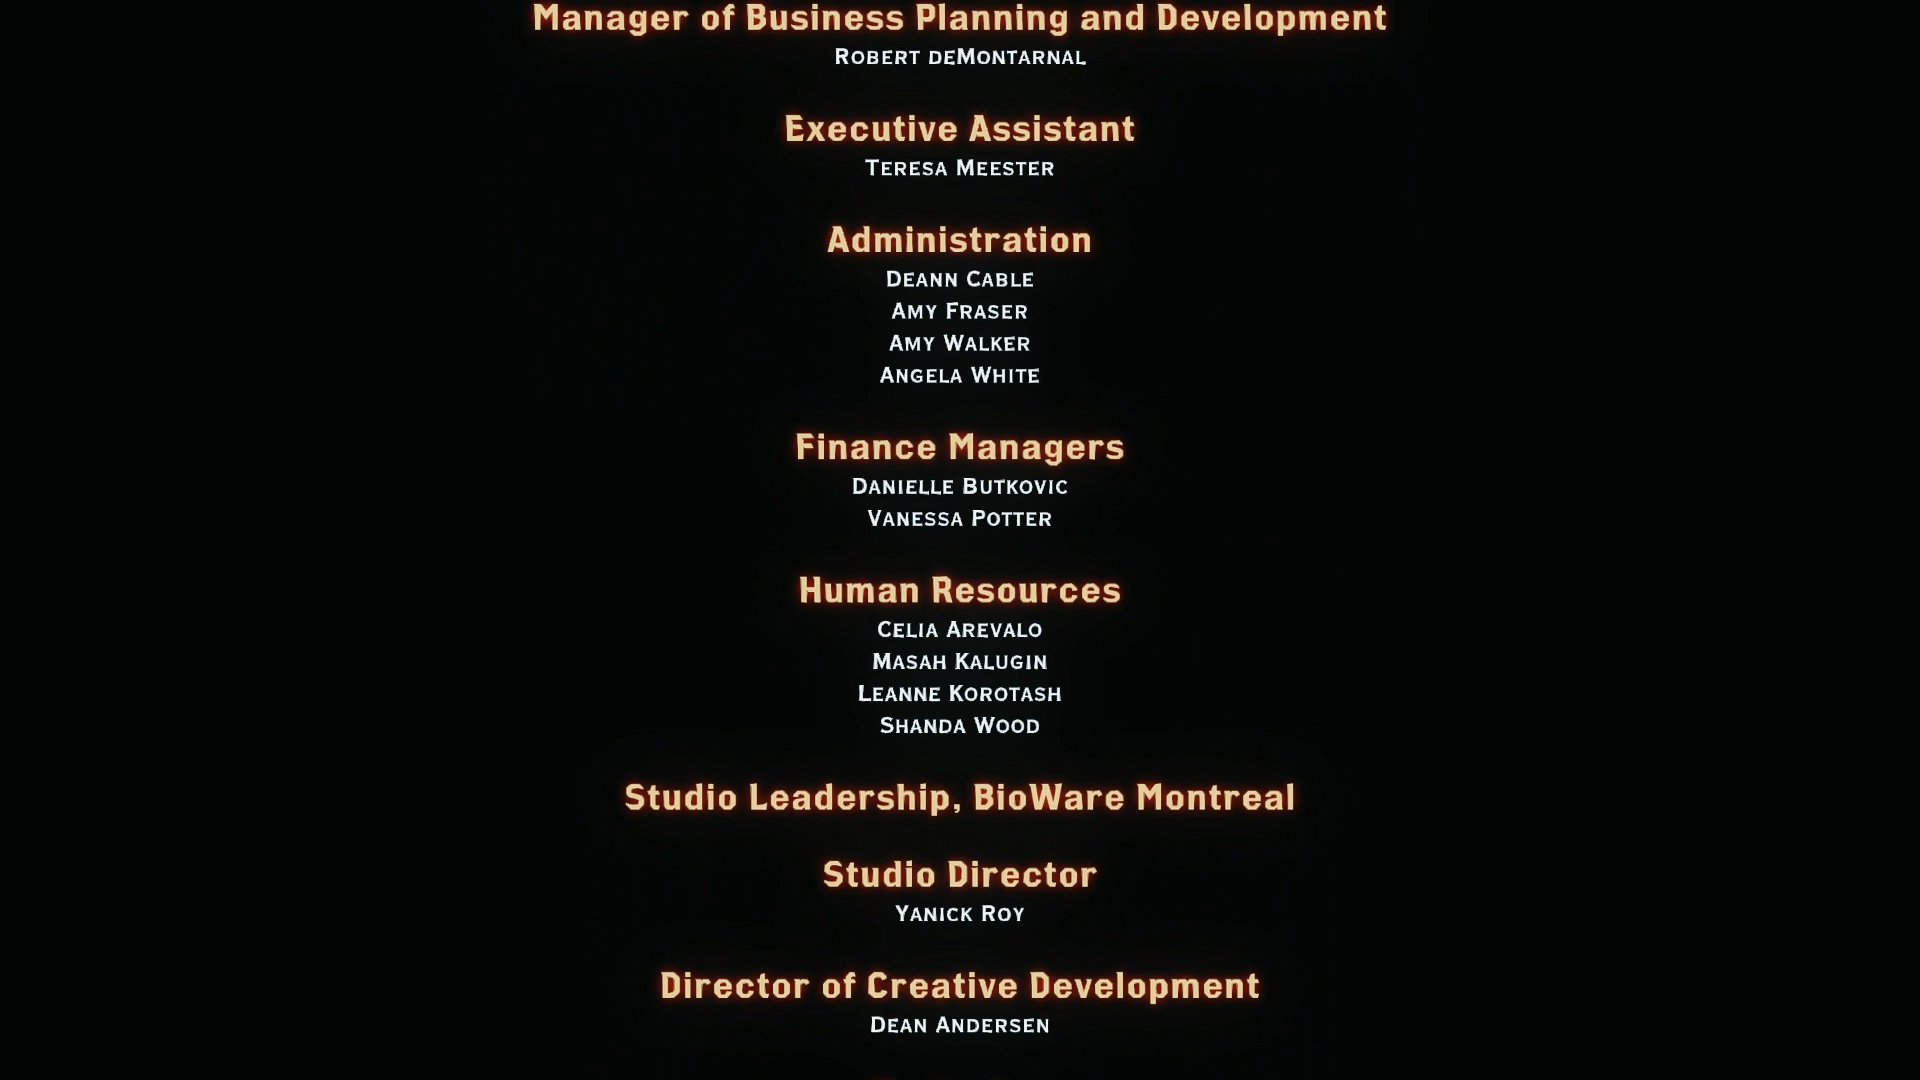 Manager of Business Planning and Development
Robert deMontarnal
Executive Assistant
Teresa Meester
Administration
Deann Cable
Amy Fraser
Amy Walker
Angela White
Finance Managers
Danielle Butkovic
Vanessa Potter
Human Resources
Celia Arevalo
Masah Kalugin
Leanne Korotash
Shanda Wood
Studio Leadership, BioWare Montreal
Studio Director
Yanick Roy
Director of Creative Development
Dean Andersen